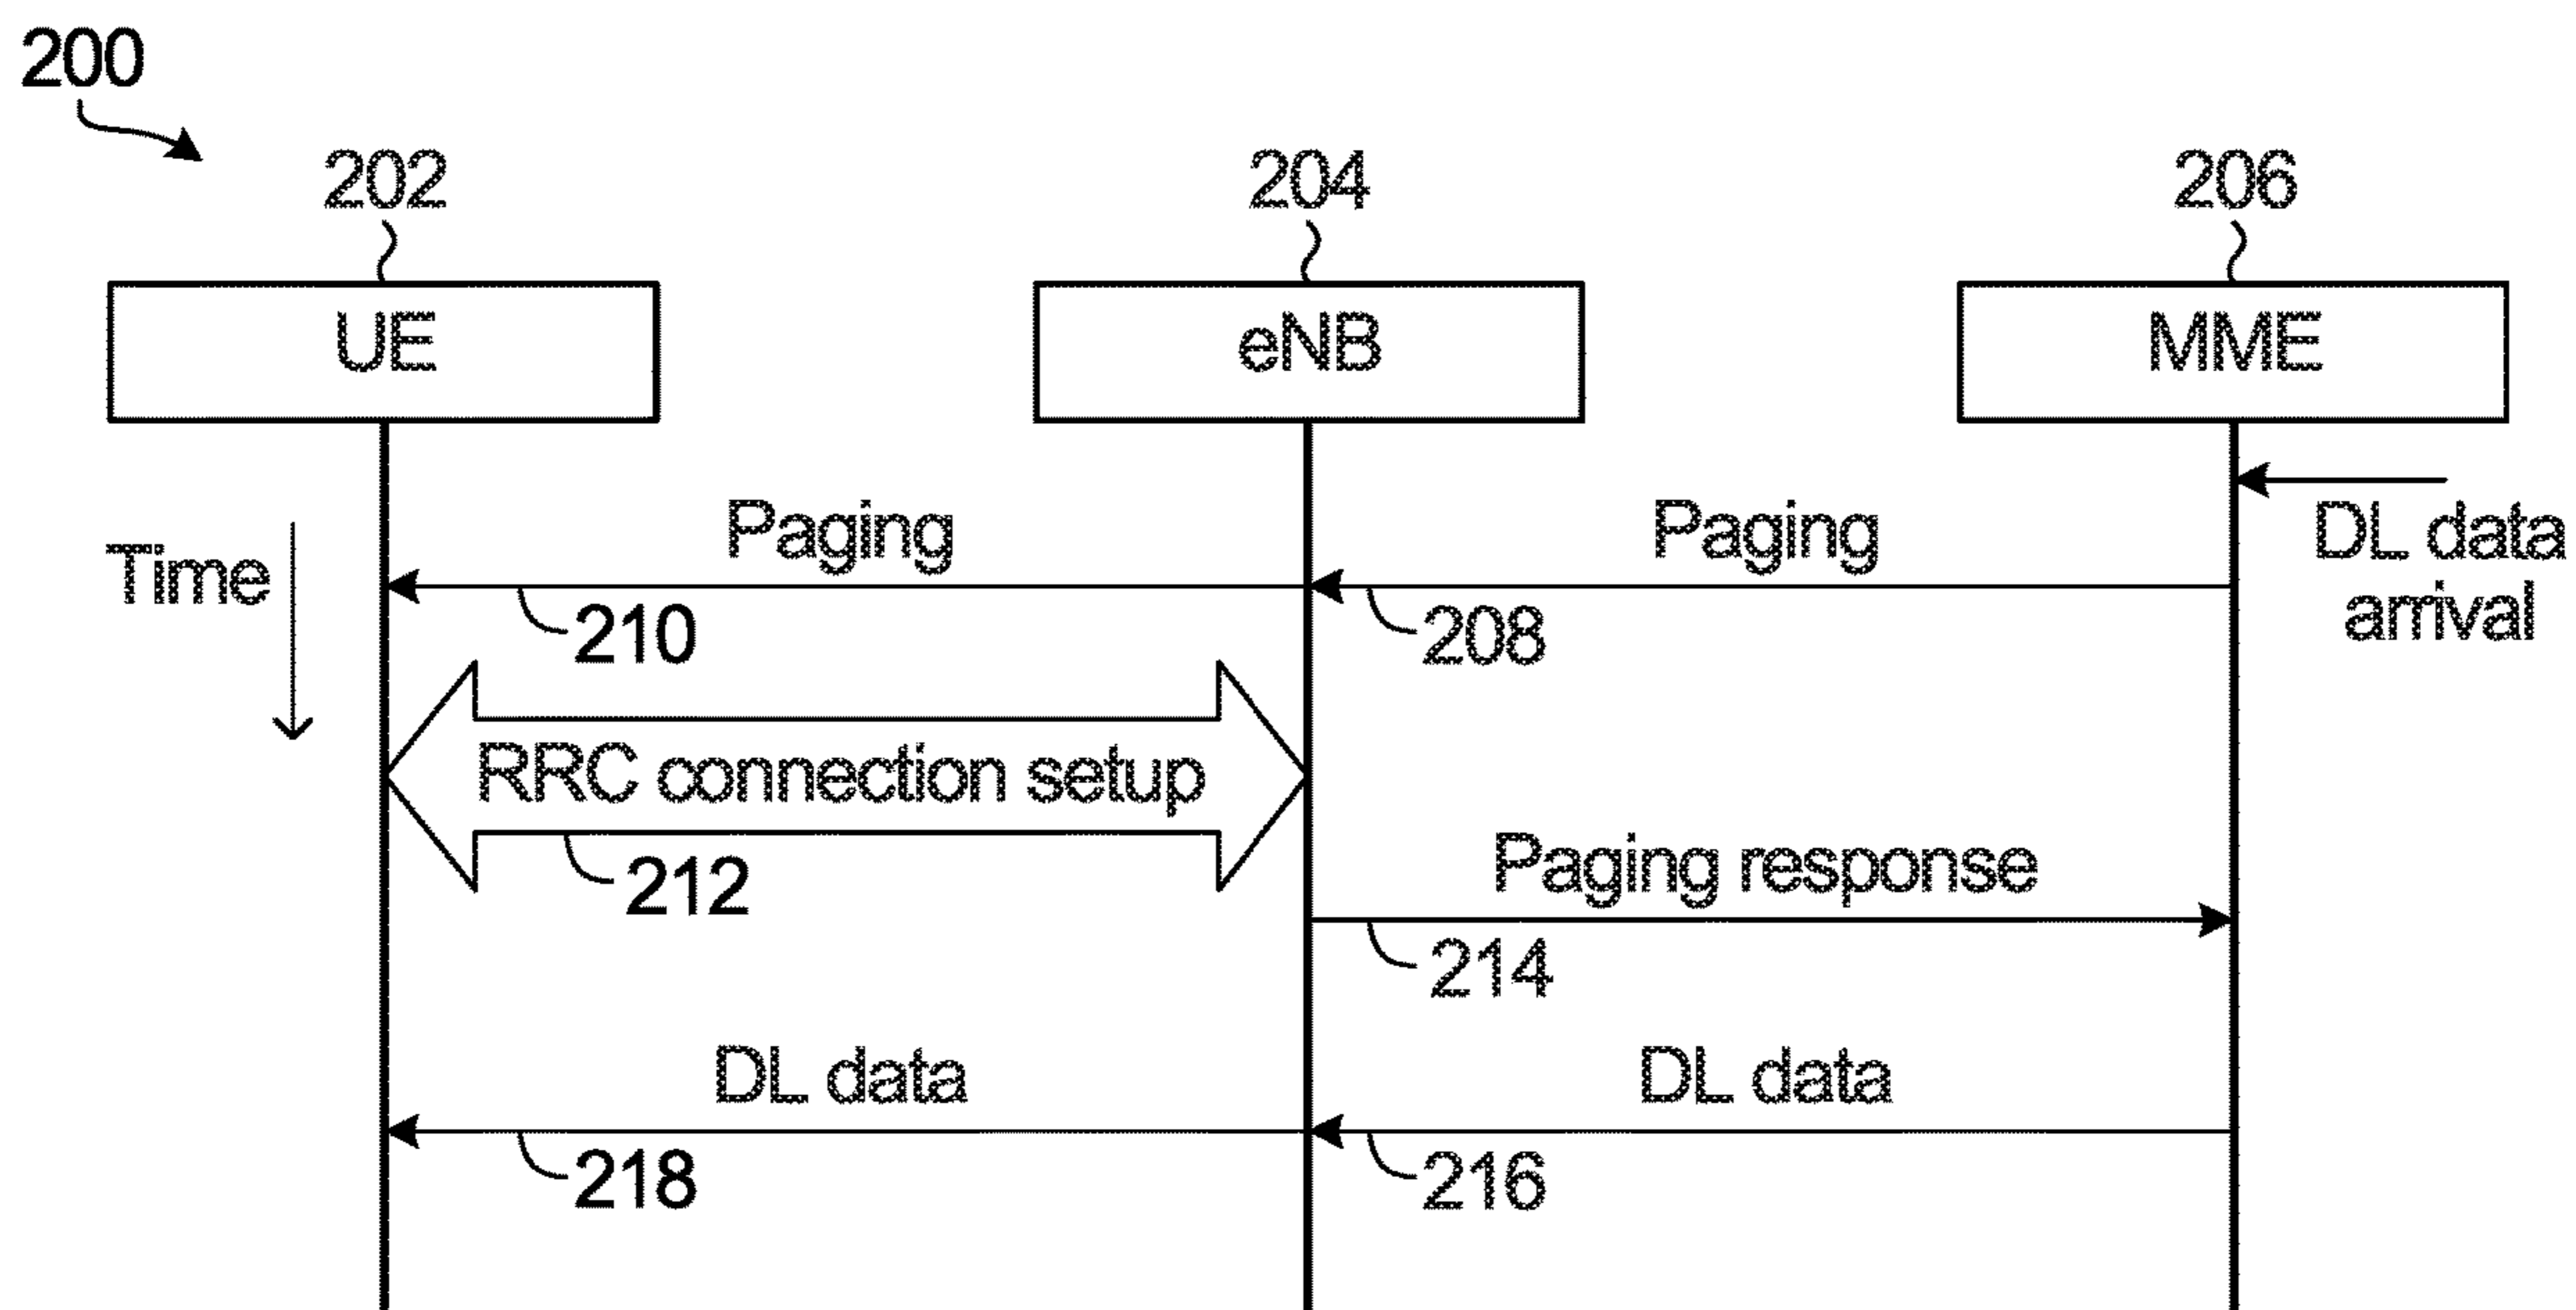 200
202
204
206
UE
eNB
MME
DL data
arrival
Time
Paging
Paging
210
208
RRC connection setup
212
Paging response
214
DL data
DL data
218
216